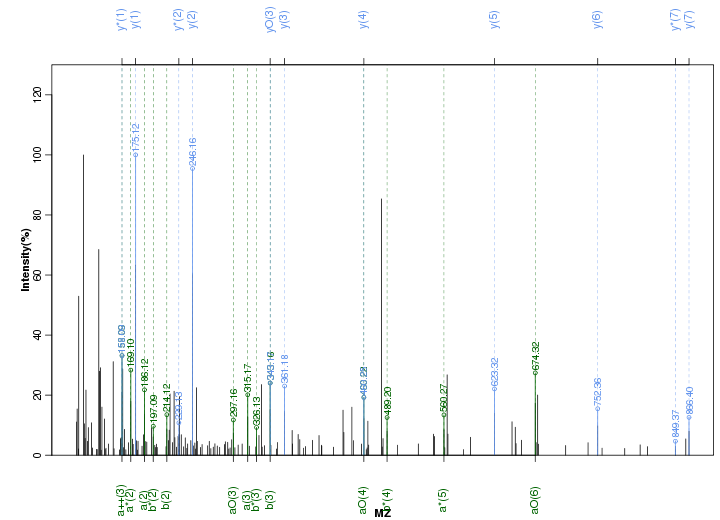 y*(1) y(1) y*(2) y(2) yO(3) y(3) y(4) y(5) y(6) y*(7) y(7)
Intensity(%)
120
100
80
60
40
20
0
158.09 169.10 175.12 186.12 197.09 214.12 246.16 297.16 315.17 326.13 343.16 361.18 489.20 560.27 623.32 674.32 752.36 849.37 866.40
a++(3) a*(2) a(2) b*(2) b(2) aO(3) a(3) b*(3) b(3) aO(4) b*(4) a*(5) aO(6)
MZ